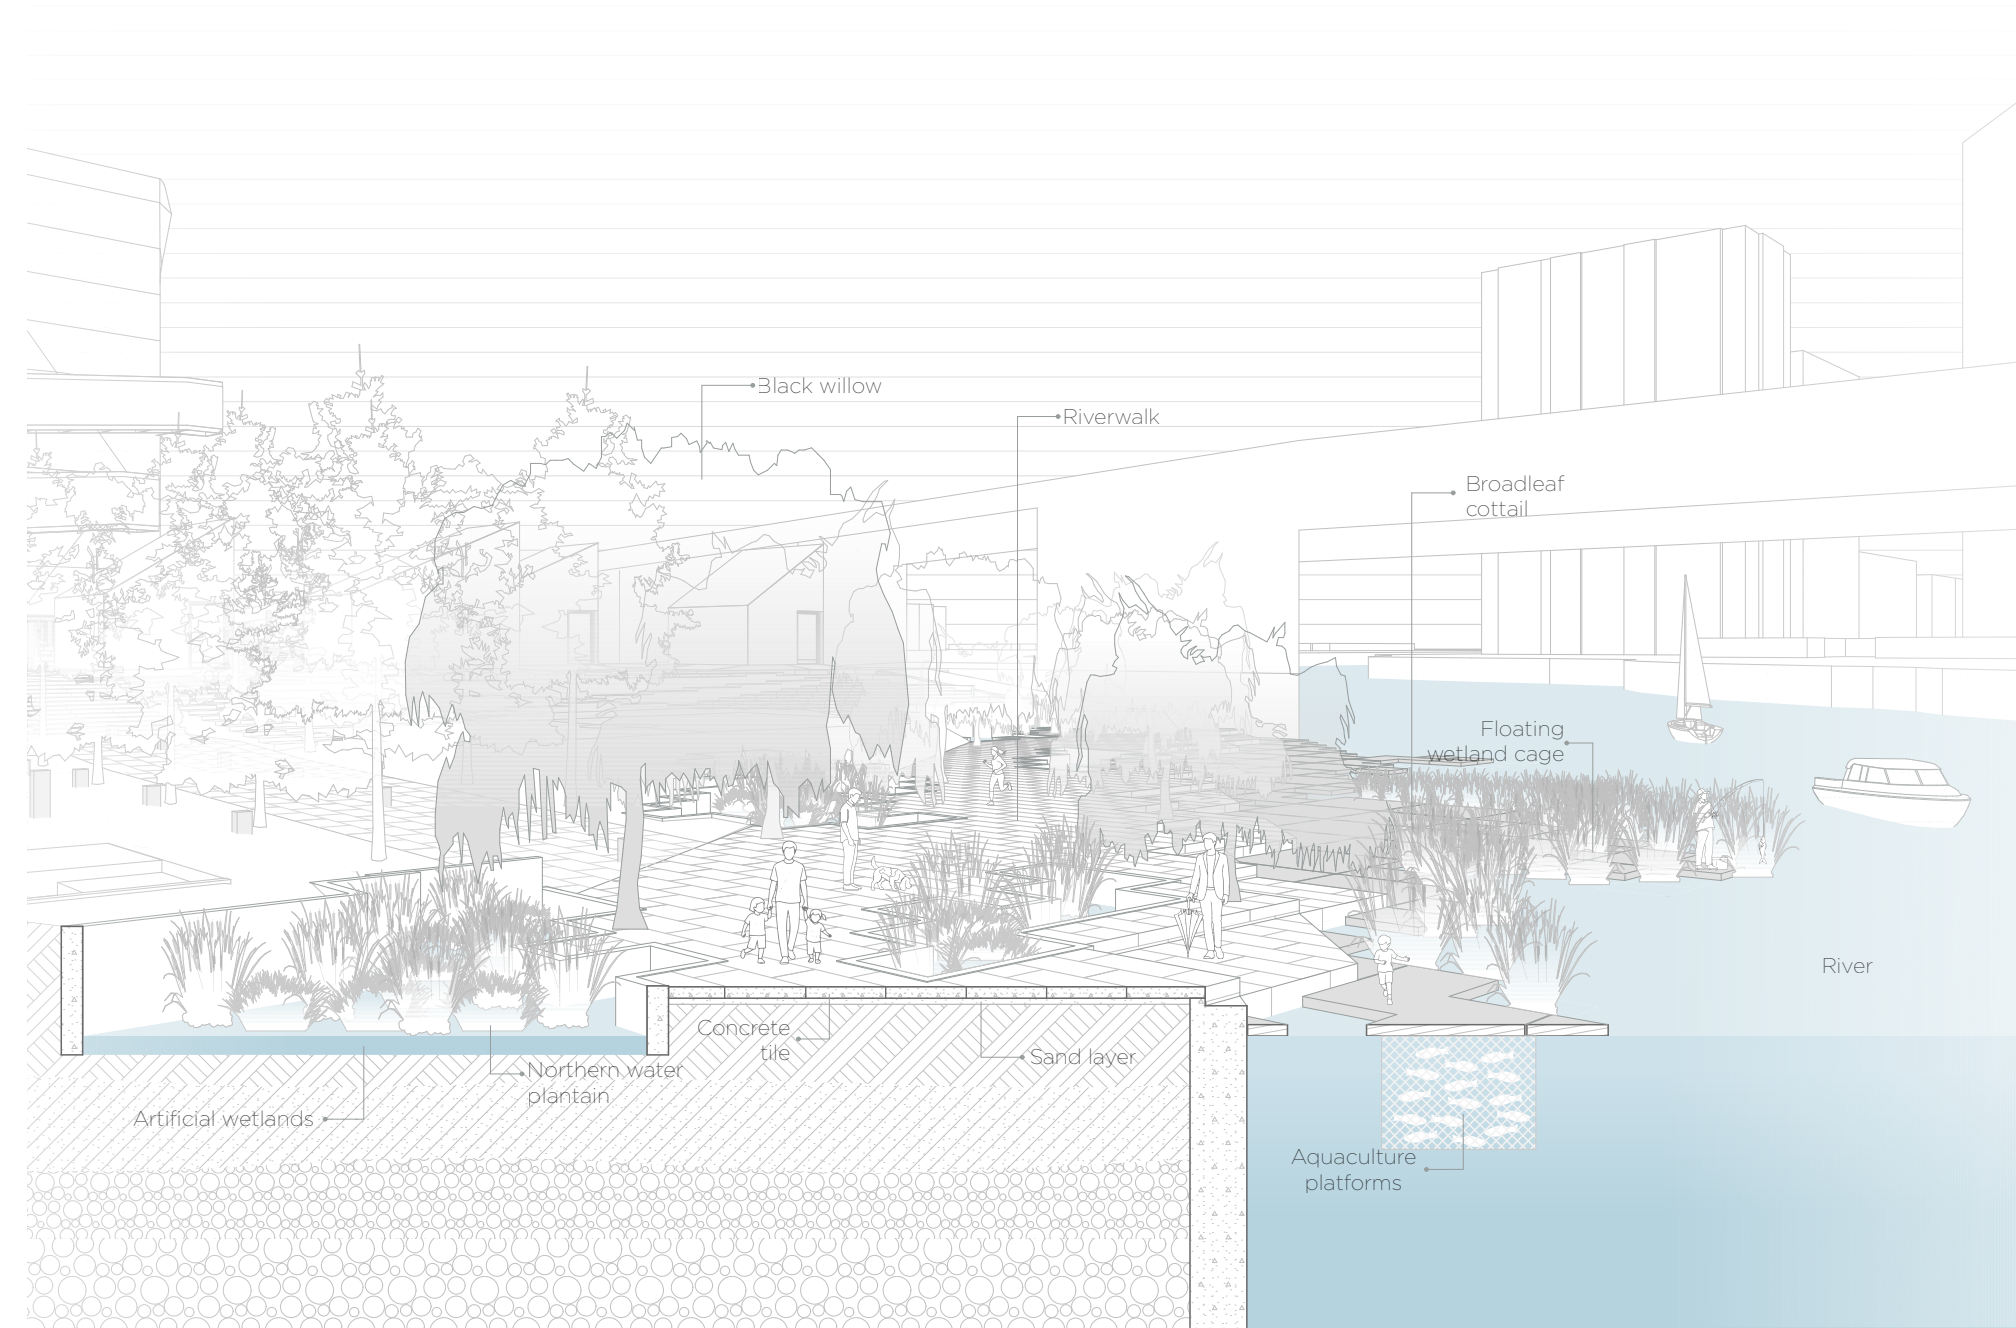 Black willow
Riverwalk
Broadleaf
cottail
Floating
wetland cage
River
Concrete
tile
Sand layer
Northern water
plantain
Artificial wetlands
Aquaculture
platforms